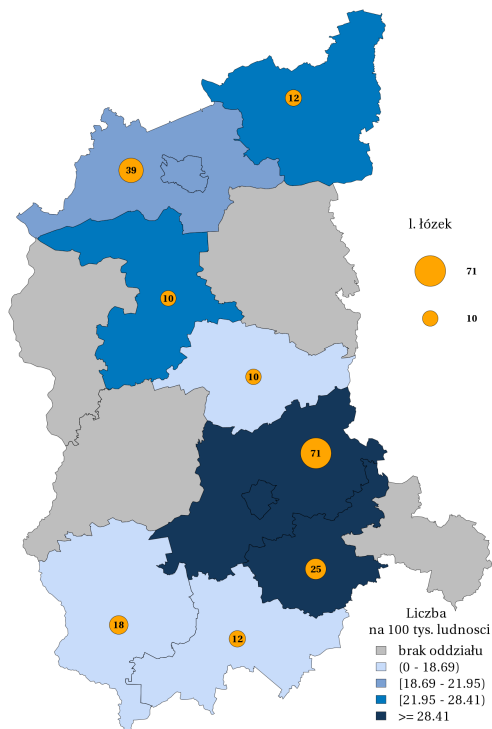 12
39
l. łózek
71
10
10
10
71
25
18
12
Liczba
na 100 tys. ludnosci
brak oddziału
(0 - 18.69)
[18.69 - 21.95)
[21.95 - 28.41)
>= 28.41